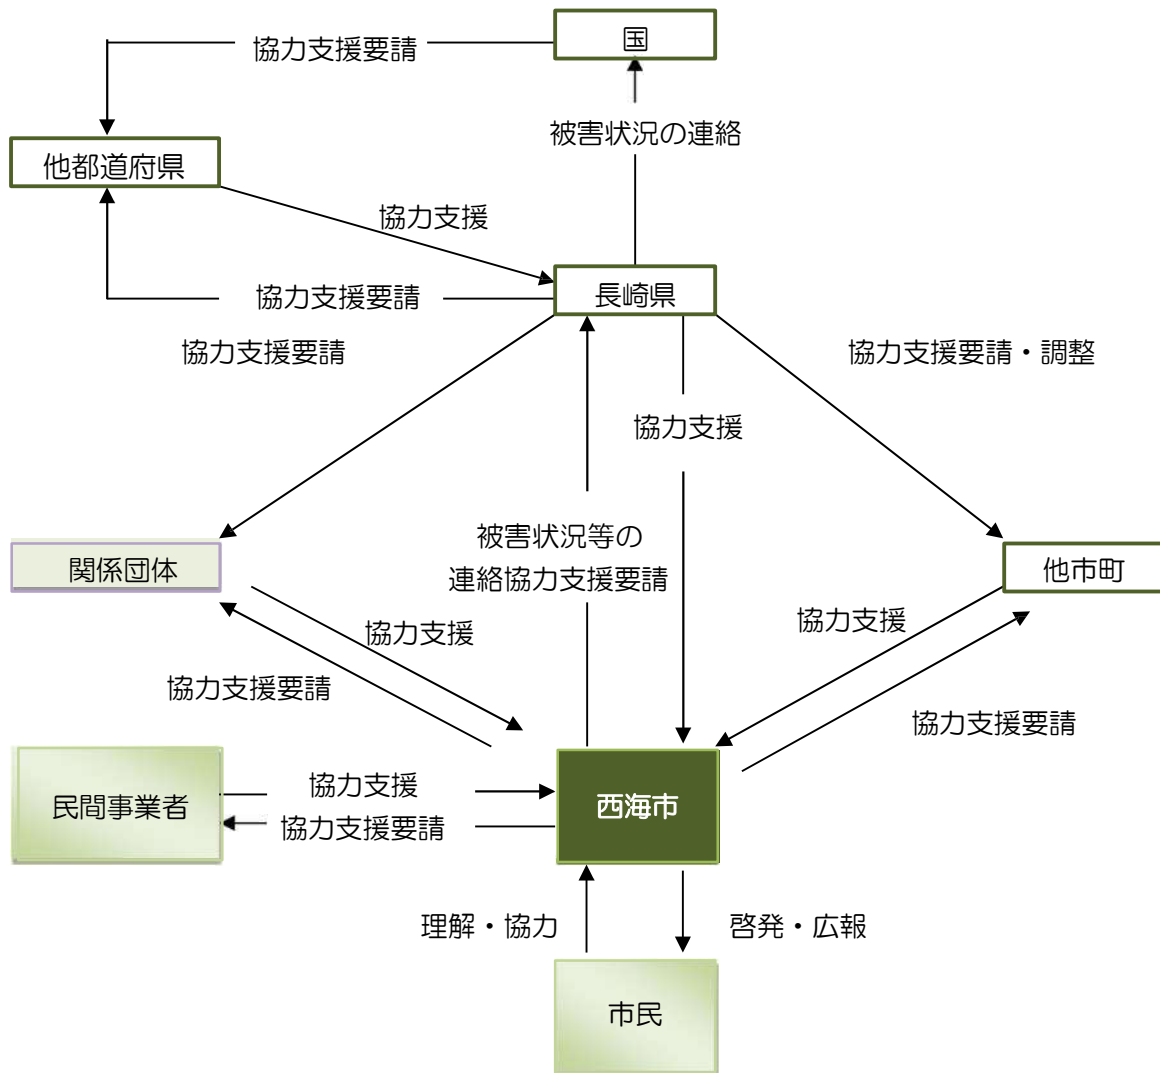 国
協力支援要請
被害状況の連絡
他都道府県
協力支援
長崎県
協力支援要請
協力支援要請
協力支援要請・調整
協力支援
被害状況等の
連絡協力支援要請
関係団体
他市町
協力支援
協力支援
協力支援要請
協力支援要請
民間事業者
協力支援
西海市
協力支援要請
理解・協力
啓発・広報
市民